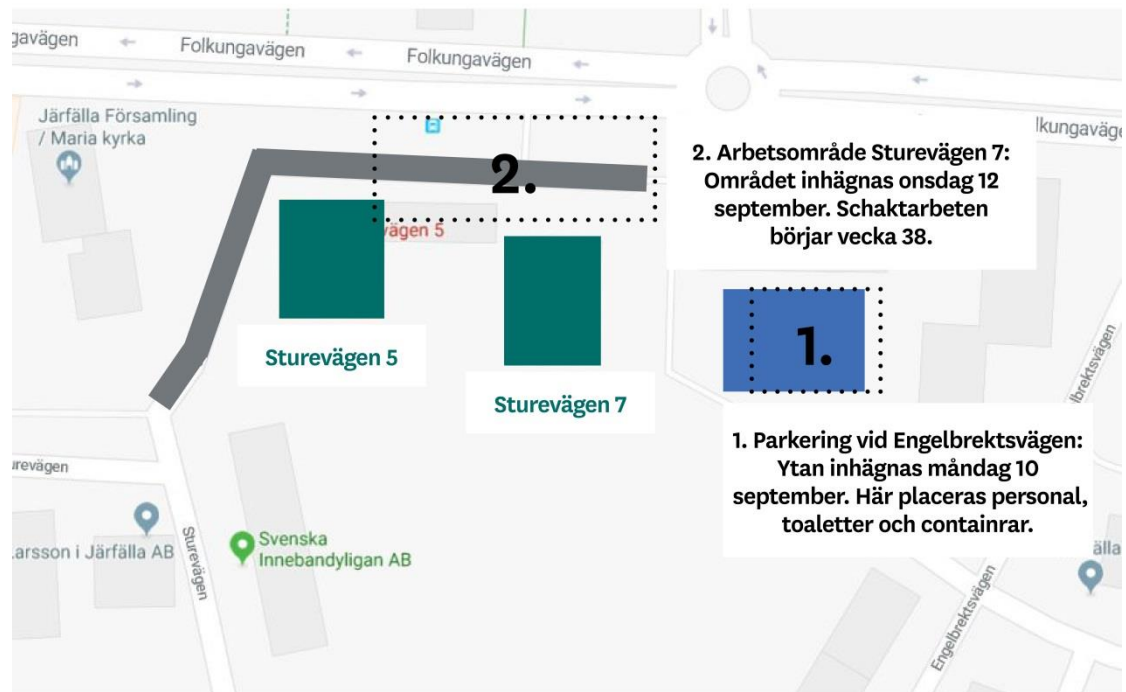 gavägen
Folkungavägen
Folkungavägen
lkungaväge
Järfälla Församling
/ Maria kyrka
2.
2. Arbetsområde Sturevägen 7:
Området inhägnas onsdag 12
september. Schaktarbeten
börjar vecka 38.
vägen 5
1.
Sturevägen 5
Sturevägen 7
1. Parkering vid Engelbrektsvägen:
Ytan inhägnas måndag 10
september. Här placeras personal,
toaletter och containrar.
lbrektsvägen
urevägen
arsson i Järfälla AB
Sturevägen
Svenska
Innebandyligan AB
älla
Engelbrektsvägen